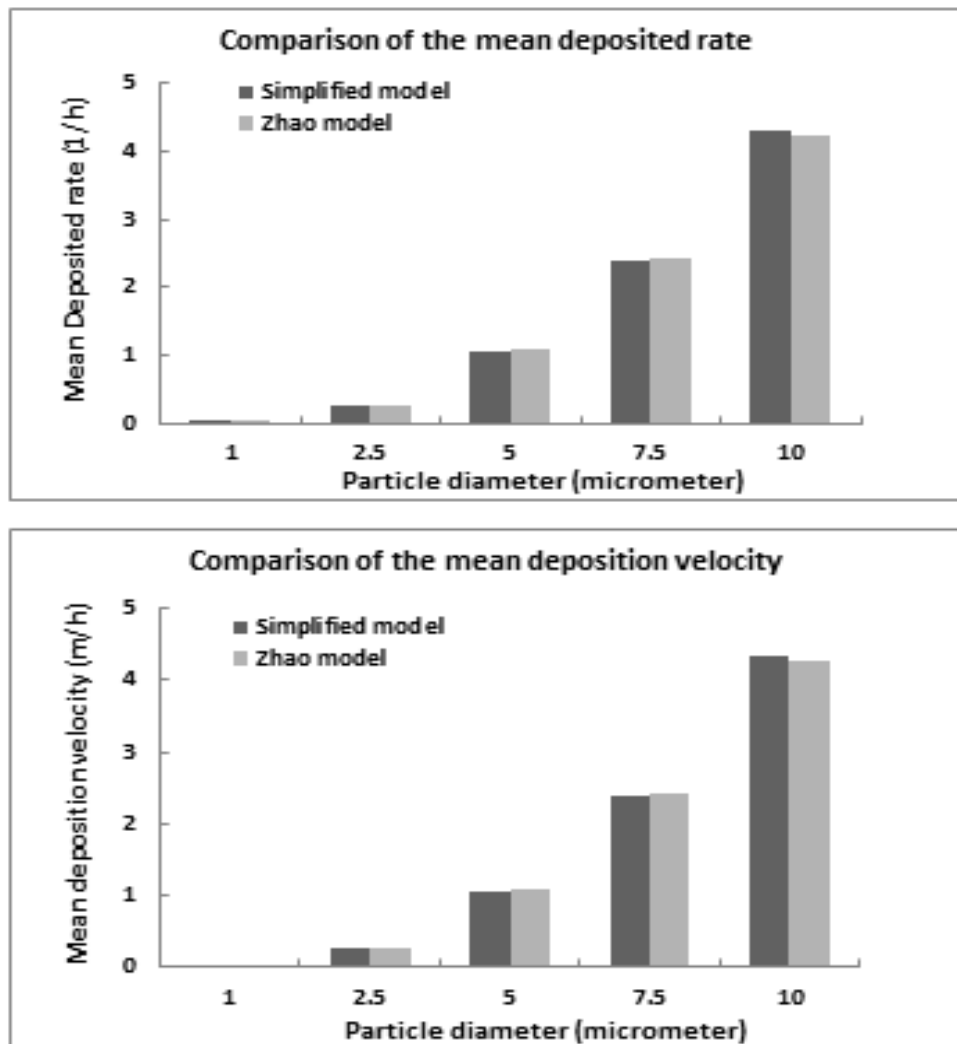 Comparison of the mean deposited rate
Simplified model
Zhao model
Mean Deposited rate (1/h)
5
4
3
2
1
0
1 2.5 5 7.5 10
Particle diameter (micrometer)
Comparison of the mean deposition velocity
Simplified model
Zhao model
Mean deposition velocity (m/h)
5
4
3
2
1
0
1 2.5 5 7.5 10
Particle diameter (micrometer)